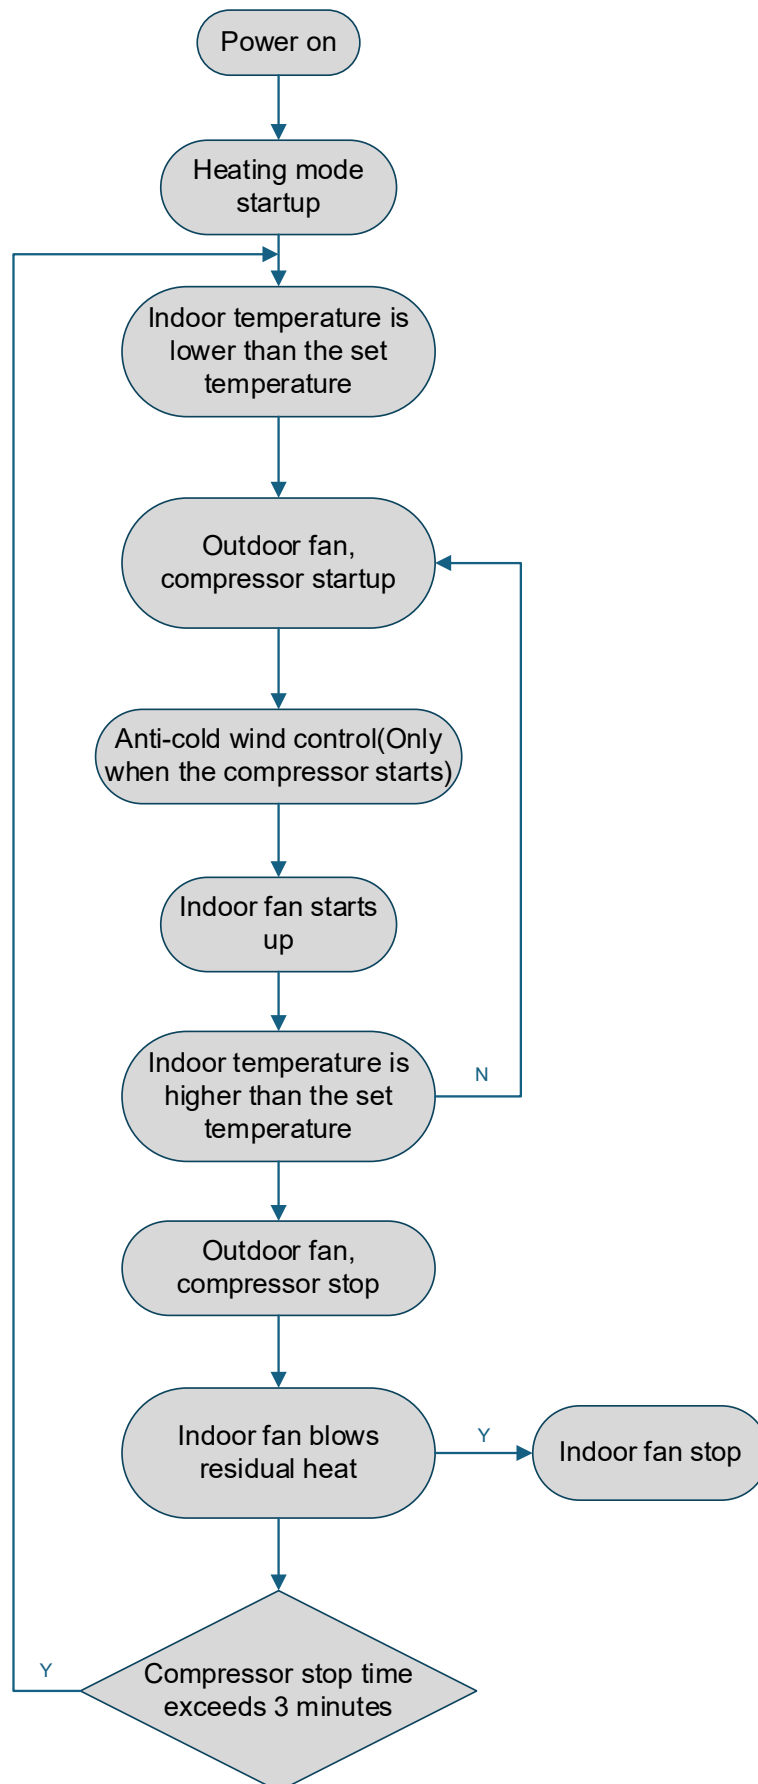 Power on
Heating mode
startup
Indoor temperature is
lower than the set
temperature
Outdoor fan,
compressor startup
Anti-cold wind control(Only
when the compressor starts)
Indoor fan starts
up
Indoor temperature is
higher than the set
temperature
N
Outdoor fan,
compressor stop
Indoor fan blows
residual heat
Y
Indoor fan stop
Y
Compressor stop time
exceeds 3 minutes